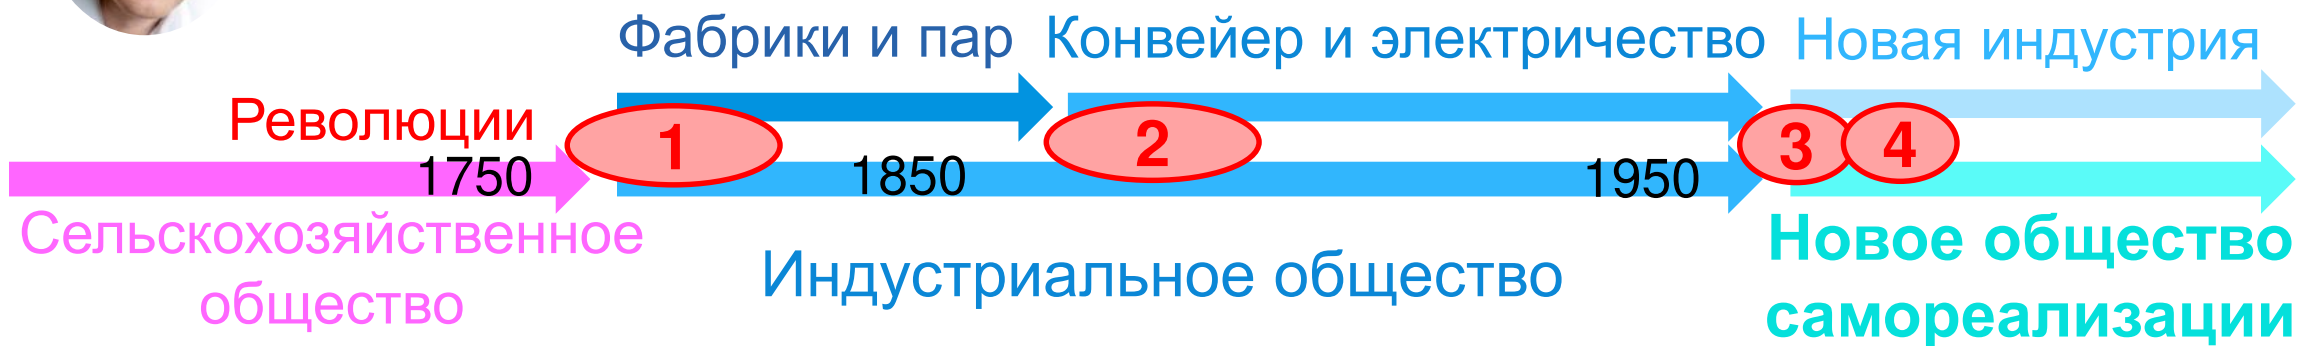 Фабрики и пар
Конвейер и электричество
Новая индустрия
Революции
1
2
3
4
1750
1850
1950
Сельскохозяйственное
общество
Индустриальное общество
Новое общество
самореализации